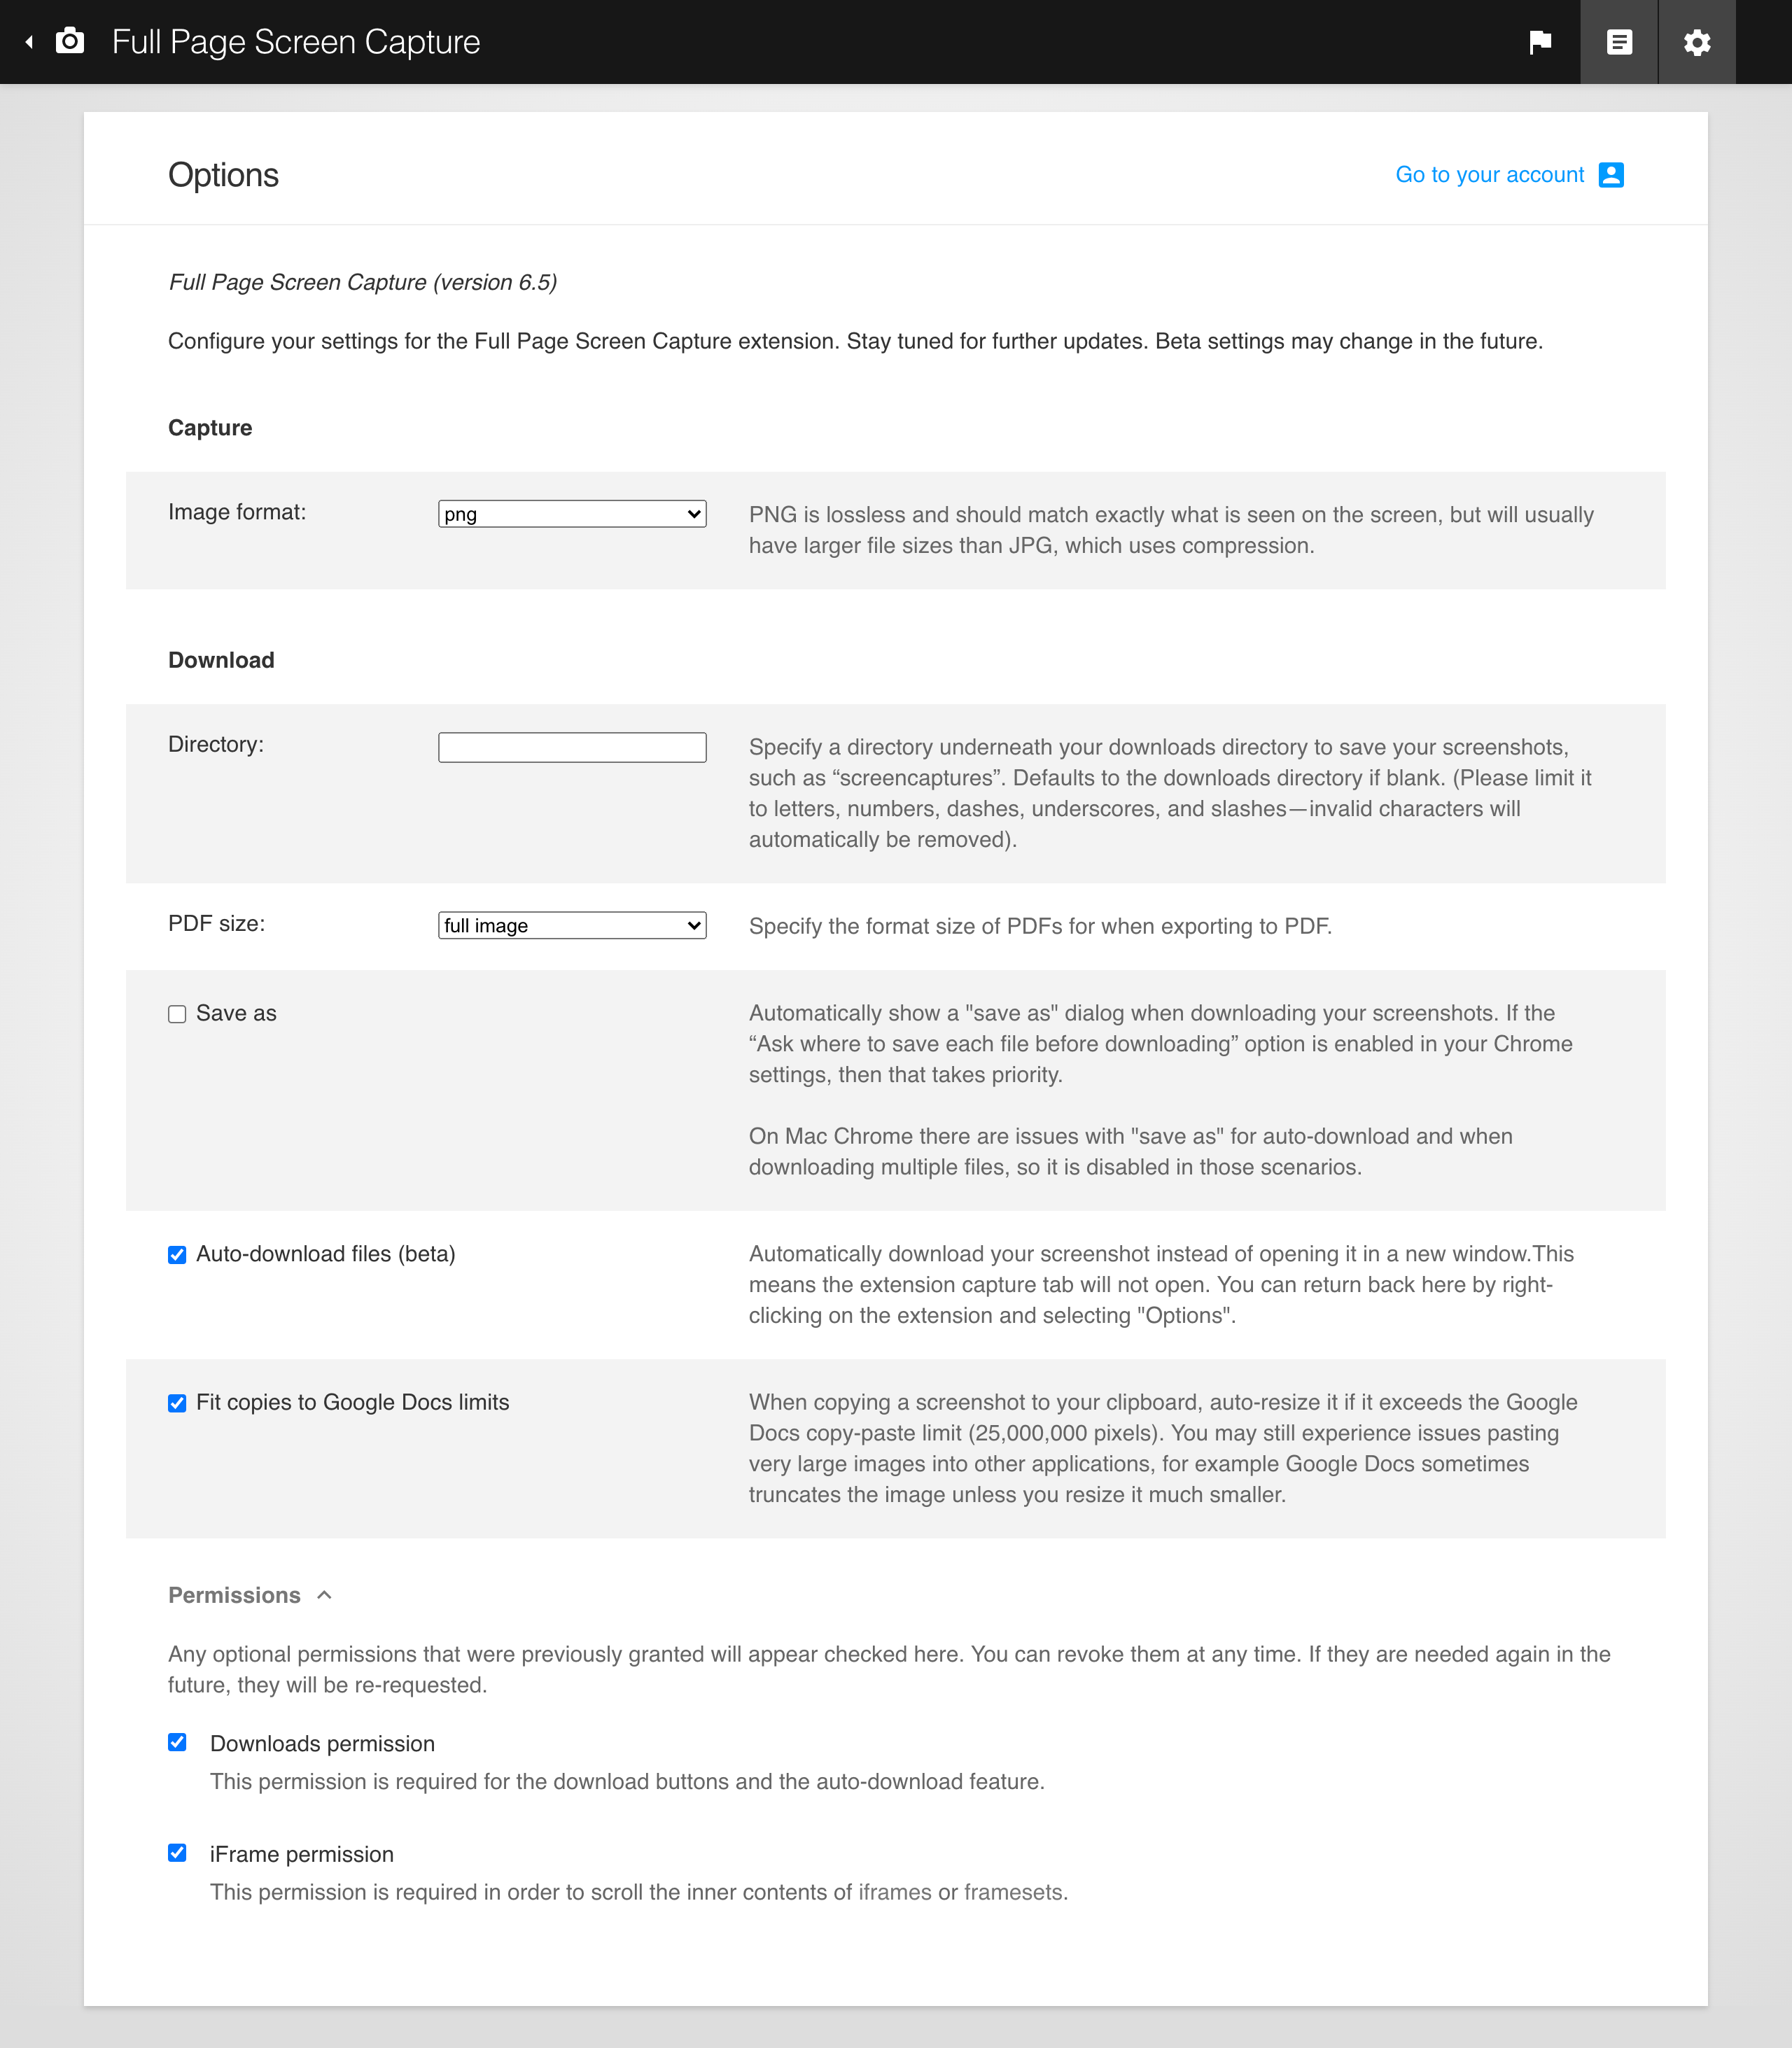 Full Page Screen Capture
Options
Go to your account
Full Page Screen Capture (version 6.5)
Configure your settings for the Full Page Screen Capture extension. Stay tuned for further updates. Beta settings may change in the future.
Capture
Image format:
png
PNG is lossless and should match exactly what is seen on the screen, but will usually
have larger file sizes than JPG, which uses compression.
Download
Directory:
Specify a directory underneath your downloads directory to save your screenshots,
such as “screencaptures”. Defaults to the downloads directory if blank. (Please limit it
to letters, numbers, dashes, underscores, and slashes—invalid characters will
automatically be removed).
PDF size:
full image
Specify the format size of PDFs for when exporting to PDF.
Save as
Automatically show a "save as" dialog when downloading your screenshots. If the
“Ask where to save each file before downloading” option is enabled in your Chrome
settings, then that takes priority.
On Mac Chrome there are issues with "save as" for auto-download and when
downloading multiple files, so it is disabled in those scenarios.
Auto-download files (beta)
Automatically download your screenshot instead of opening it in a new window.This
means the extension capture tab will not open. You can return back here by right-
clicking on the extension and selecting "Options".
Fit copies to Google Docs limits
When copying a screenshot to your clipboard, auto-resize it if it exceeds the Google
Docs copy-paste limit (25,000,000 pixels). You may still experience issues pasting
very large images into other applications, for example Google Docs sometimes
truncates the image unless you resize it much smaller.
Permissions
Any optional permissions that were previously granted will appear checked here. You can revoke them at any time. If they are needed again in the
future, they will be re-requested.
Downloads permission
This permission is required for the download buttons and the auto-download feature.
iFrame permission
This permission is required in order to scroll the inner contents of iframes or framesets.